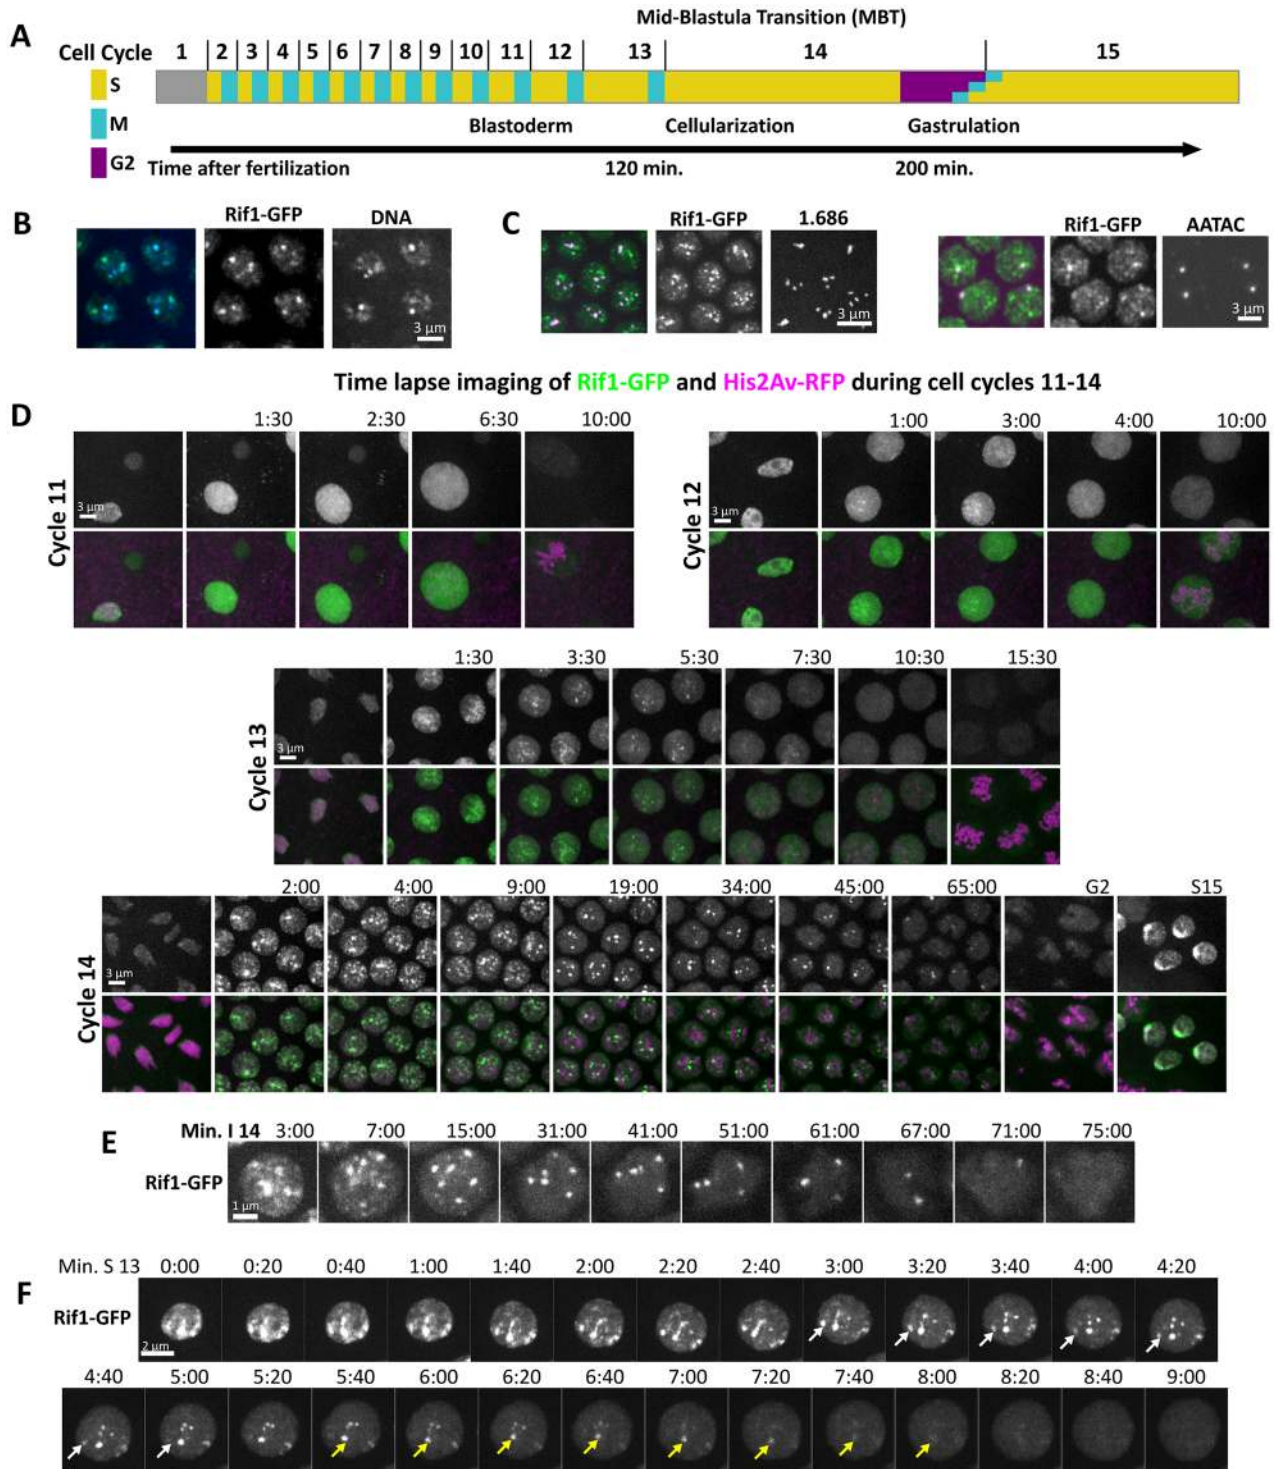 Mid-Blastula Transition (MBT)
A
Cell Cycle 1 2 3 4 5 6 7 8 9 10 11 12 13 14 15
S
M
G2
Blastoderm Cellularization Gastrulation
Time after fertilization 120 min. 200 min.
B
Rif1-GFP DNA
3 µm
C
Rif1-GFP 1.686
3 µm
Rif1-GFP AATAC
3 µm
Time lapse imaging of Rif1-GFP and His2Av-RFP during cell cycles 11-14
D
Cycle 11
1:30 2:30 6:30 10:00
3 µm
Cycle 12
1:00 3:00 4:00 10:00
3 µm
Cycle 13
1:30 3:30 5:30 7:30 10:30 15:30
3 µm
Cycle 14
2:00 4:00 9:00 19:00 34:00 45:00 65:00 G2 S15
3 µm
E
Min. I 14 3:00 7:00 15:00 31:00 41:00 51:00 61:00 67:00 71:00 75:00
Rif1-GFP
1 µm
F
Min. S 13 0:00 0:20 0:40 1:00 1:40 2:00 2:20 2:40 3:00 3:20 3:40 4:00 4:20
Rif1-GFP
2 µm
4:40 5:00 5:20 5:40 6:00 6:20 6:40 7:00 7:20 7:40 8:00 8:20 8:40 9:00